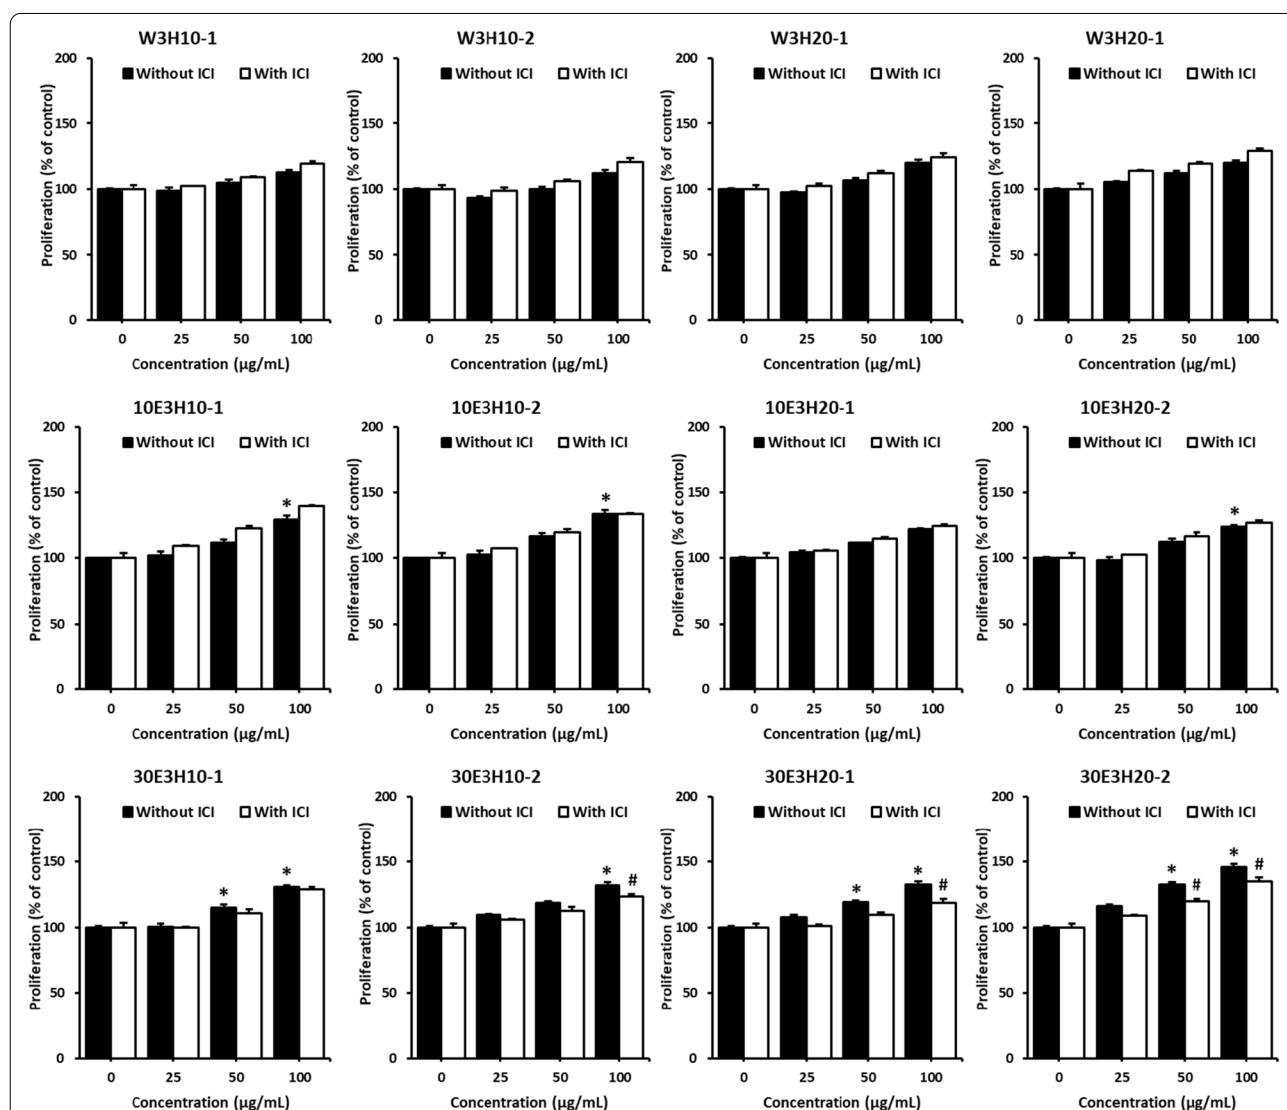 W3H10-1
Without ICI With ICI
Proliferation (% of control)
200
150
100
50
0
0 25 50 100
Concentration (µg/mL)
W3H10-2
Without ICI With ICI
Proliferation (% of control)
200
150
100
50
0
0 25 50 100
Concentration (µg/mL)
W3H20-1
Without ICI With ICI
Proliferation (% of control)
200
150
100
50
0
0 25 50 100
Concentration (µg/mL)
W3H20-1
Without ICI With ICI
Proliferation (% of control)
200
150
100
50
0
0 25 50 100
Concentration (µg/mL)
10E3H10-1
Without ICI With ICI
Proliferation (% of control)
200
150
100
50
0
*
0 25 50 100
Concentration (µg/mL)
10E3H10-2
Without ICI With ICI
Proliferation (% of control)
200
150
100
50
0
*
0 25 50 100
Concentration (µg/mL)
10E3H20-1
Without ICI With ICI
Proliferation (% of control)
200
150
100
50
0
0 25 50 100
Concentration (µg/mL)
10E3H20-2
Without ICI With ICI
Proliferation (% of control)
200
150
100
50
0
*
0 25 50 100
Concentration (µg/mL)
30E3H10-1
Without ICI With ICI
Proliferation (% of control)
200
150
100
50
0
* *
0 25 50 100
Concentration (µg/mL)
30E3H10-2
Without ICI With ICI
Proliferation (% of control)
200
150
100
50
0
* #
0 25 50 100
Concentration (µg/mL)
30E3H20-1
Without ICI With ICI
Proliferation (% of control)
200
150
100
50
0
* * #
0 25 50 100
Concentration (µg/mL)
30E3H20-2
Without ICI With ICI
Proliferation (% of control)
200
150
100
50
0
* # * #
0 25 50 100
Concentration (µg/mL)